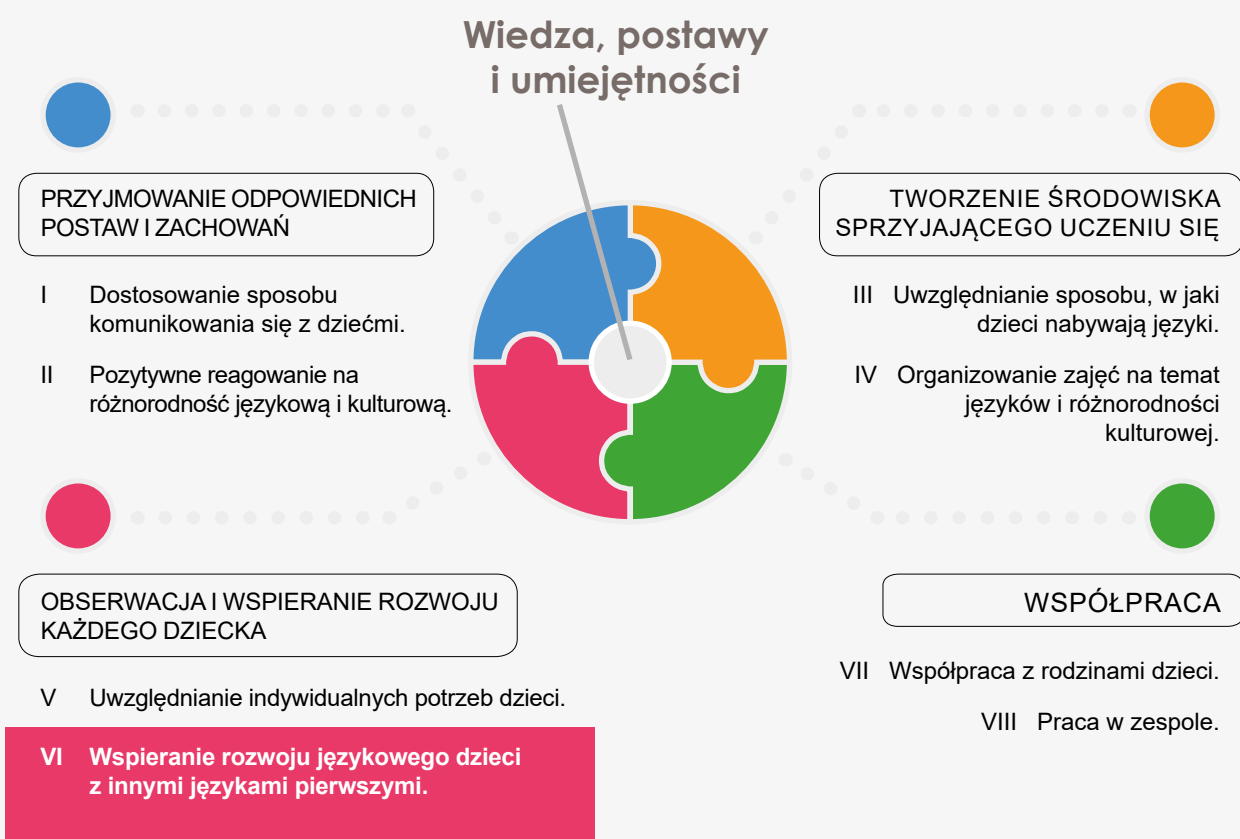 Wiedza, postawy
i umiejętności
PRZYJMOWANIE ODPOWIEDNICH
POSTAW I ZACHOWAŃ
I Dostosowanie sposobu
komunikowania się z dziećmi.
II Pozytywne reagowanie na
różnorodność językową i kulturową.
TWORZENIE ŚRODOWISKA
SPRZYJAJĄCEGO UCZENIU SIĘ
III Uwzględnianie sposobu, w jaki
dzieci nabywają języki.
IV Organizowanie zajęć na temat
języków i różnorodności
kulturowej.
OBSERWACJA I WSPIERANIE ROZWOJU
KAŻDEGO DZIECKA
V Uwzględnianie indywidualnych potrzeb dzieci.
VI Wspieranie rozwoju językowego dzieci
z innymi językami pierwszymi.
WSPÓŁPRACA
VII Współpraca z rodzinami dzieci.
VIII Praca w zespole.